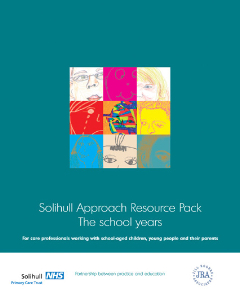 Solihull Approach Resource Pack
The school years
For care professionals working with school-aged children, young people and their parents
Solihull NHS
Primary Care Trust
Partnership between practice and education
JRA